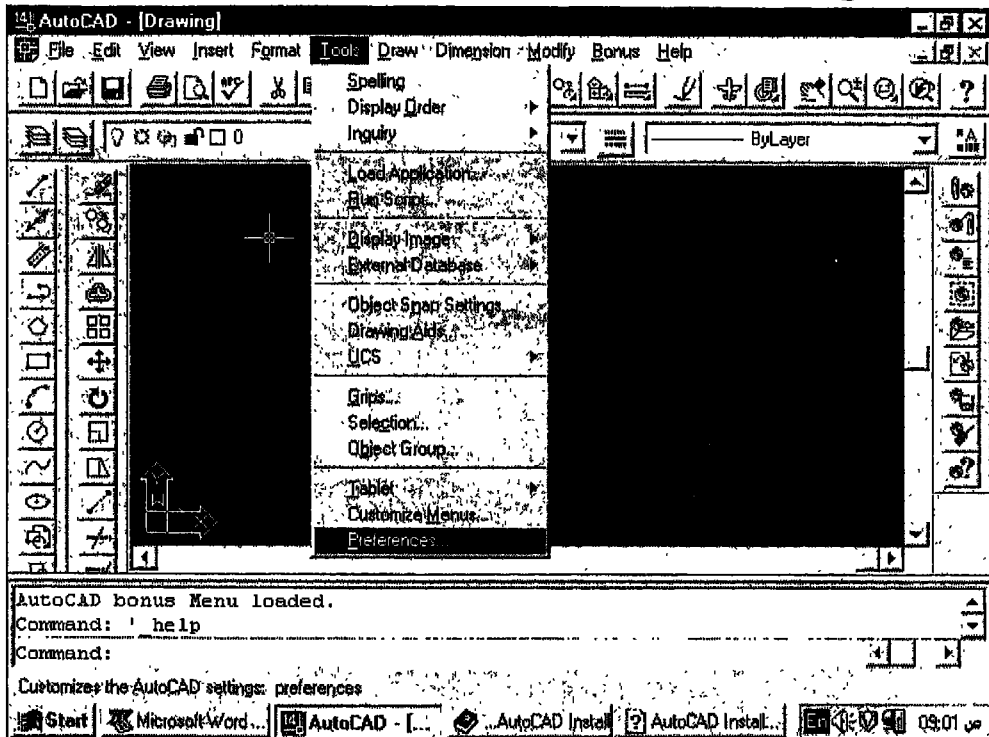 AutoCAD - [Drawing]
File Edit View Insert Format Tools Draw Dimension Modify Bonus Help
Spelling
Display Order
Inquiry
0
ByLayer
Load Application...
Run Script...
Display Image
External Database
Object Snap Settings...
Drawing Aids...
UCS
Grips...
Selection...
Object Group...
Tablet
Customize Menus...
Preferences...
AutoCAD bonus Menu loaded.
Command: ' help
Command:
Customizes the AutoCAD settings: preferences
Start Microsoft Word ... AutoCAD - [... ...AutoCAD Install AutoCAD Install... En 09:01 ص